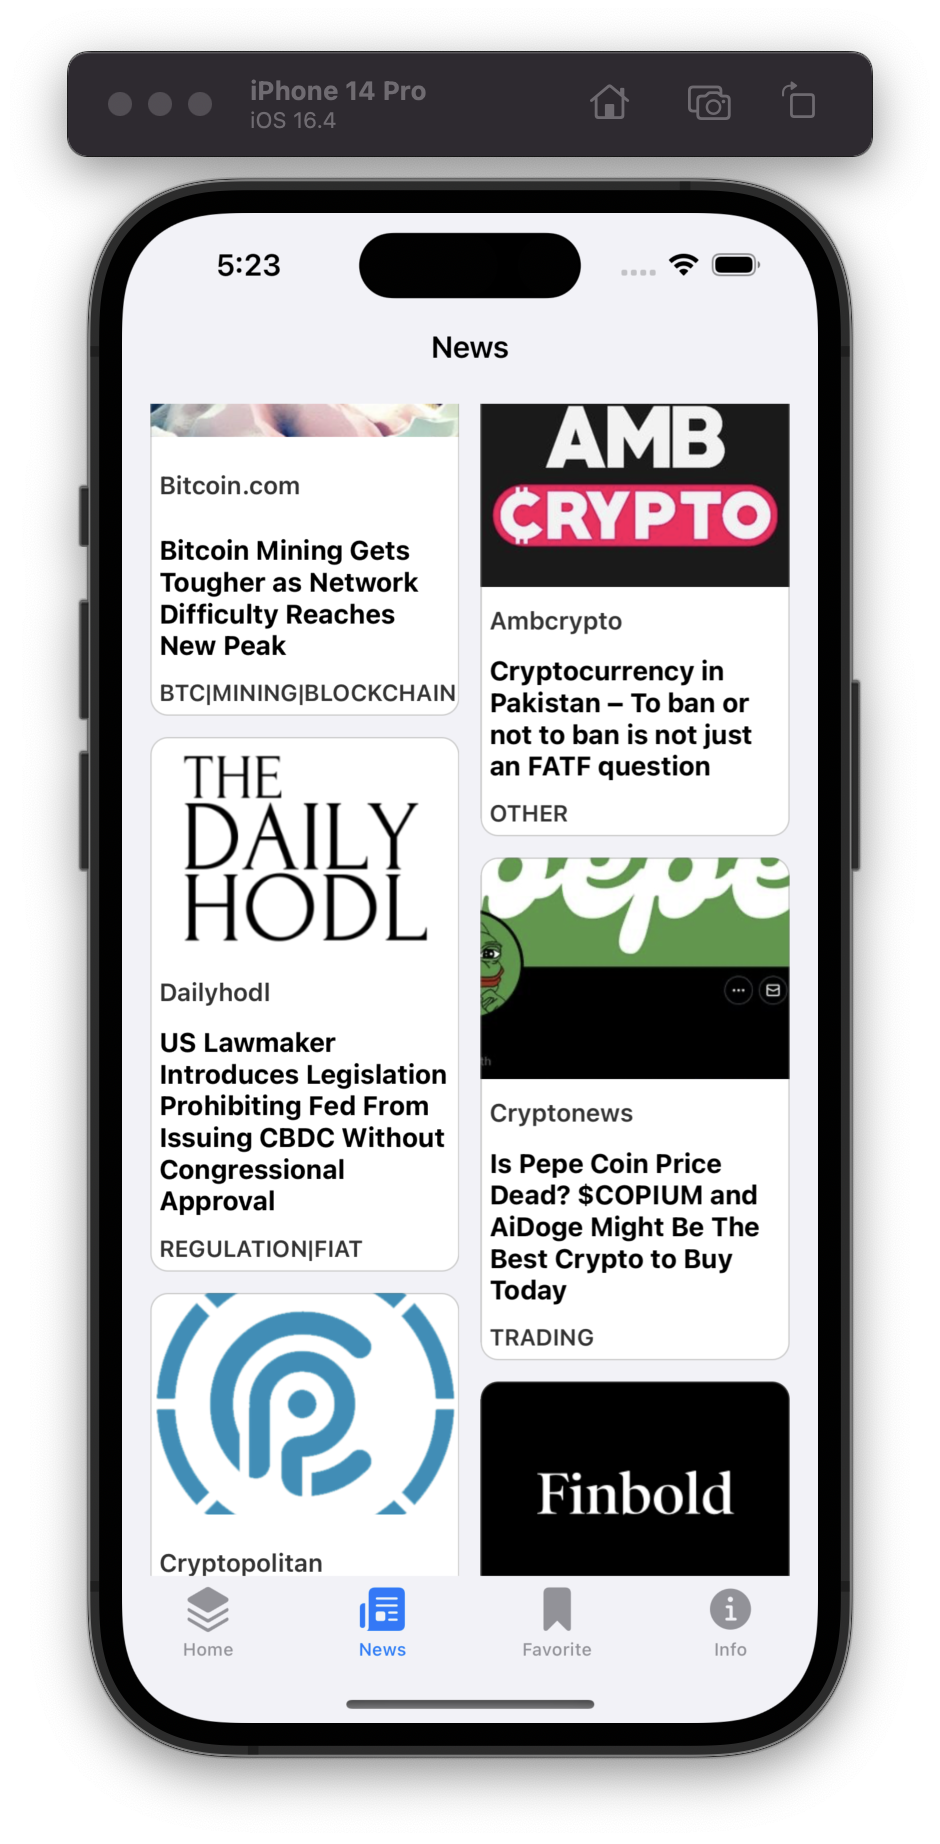 iPhone 14 Pro
iOS 16.4
5:23
News
Bitcoin.com
Bitcoin Mining Gets
Tougher as Network
Difficulty Reaches
New Peak
BTC|MINING|BLOCKCHAIN
THE
DAILY
HODL
Dailyhodl
US Lawmaker
Introduces Legislation
Prohibiting Fed From
Issuing CBDC Without
Congressional
Approval
REGULATION|FIAT
Cryptopolitan
AMB
CRYPTO
Ambcrypto
Cryptocurrency in
Pakistan – To ban or
not to ban is not just
an FATF question
OTHER
pepe
th
Cryptonews
Is Pepe Coin Price
Dead? $COPIUM and
AiDoge Might Be The
Best Crypto to Buy
Today
TRADING
Finbold
Home
News
Favorite
Info